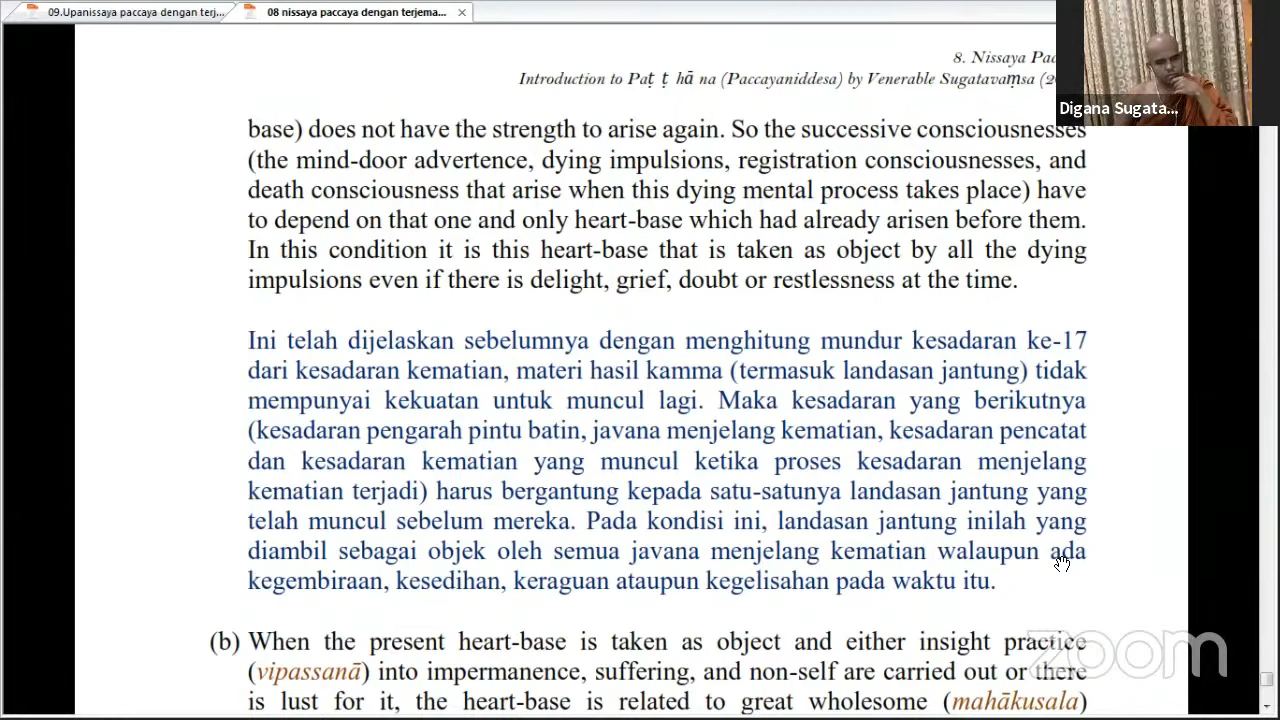 09.Upanissaya paccaya dengan terj...
08 nissaya paccaya dengan terjema...
8. Nissaya Pac
Introduction to Paṭ ṭ hā na (Paccayaniddesa) by Venerable Sugatavaṃsa (20
Digana Sugata...
base) does not have the strength to arise again. So the successive consciousnesses
(the mind-door advertence, dying impulsions, registration consciousnesses, and
death consciousness that arise when this dying mental process takes place) have
to depend on that one and only heart-base which had already arisen before them.
In this condition it is this heart-base that is taken as object by all the dying
impulsions even if there is delight, grief, doubt or restlessness at the time.
Ini telah dijelaskan sebelumnya dengan menghitung mundur kesadaran ke-17
dari kesadaran kematian, materi hasil kamma (termasuk landasan jantung) tidak
mempunyai kekuatan untuk muncul lagi. Maka kesadaran yang berikutnya
(kesadaran pengarah pintu batin, javana menjelang kematian, kesadaran pencatat
dan kesadaran kematian yang muncul ketika proses kesadaran menjelang
kematian terjadi) harus bergantung kepada satu-satunya landasan jantung yang
telah muncul sebelum mereka. Pada kondisi ini, landasan jantung inilah yang
diambil sebagai objek oleh semua javana menjelang kematian walaupun ada
kegembiraan, kesedihan, keraguan ataupun kegelisahan pada waktu itu.
(b) When the present heart-base is taken as object and either insight practice
(vipassanā) into impermanence, suffering, and non-self are carried out or there
is lust for it, the heart-base is related to great wholesome (mahākusala)
zoom